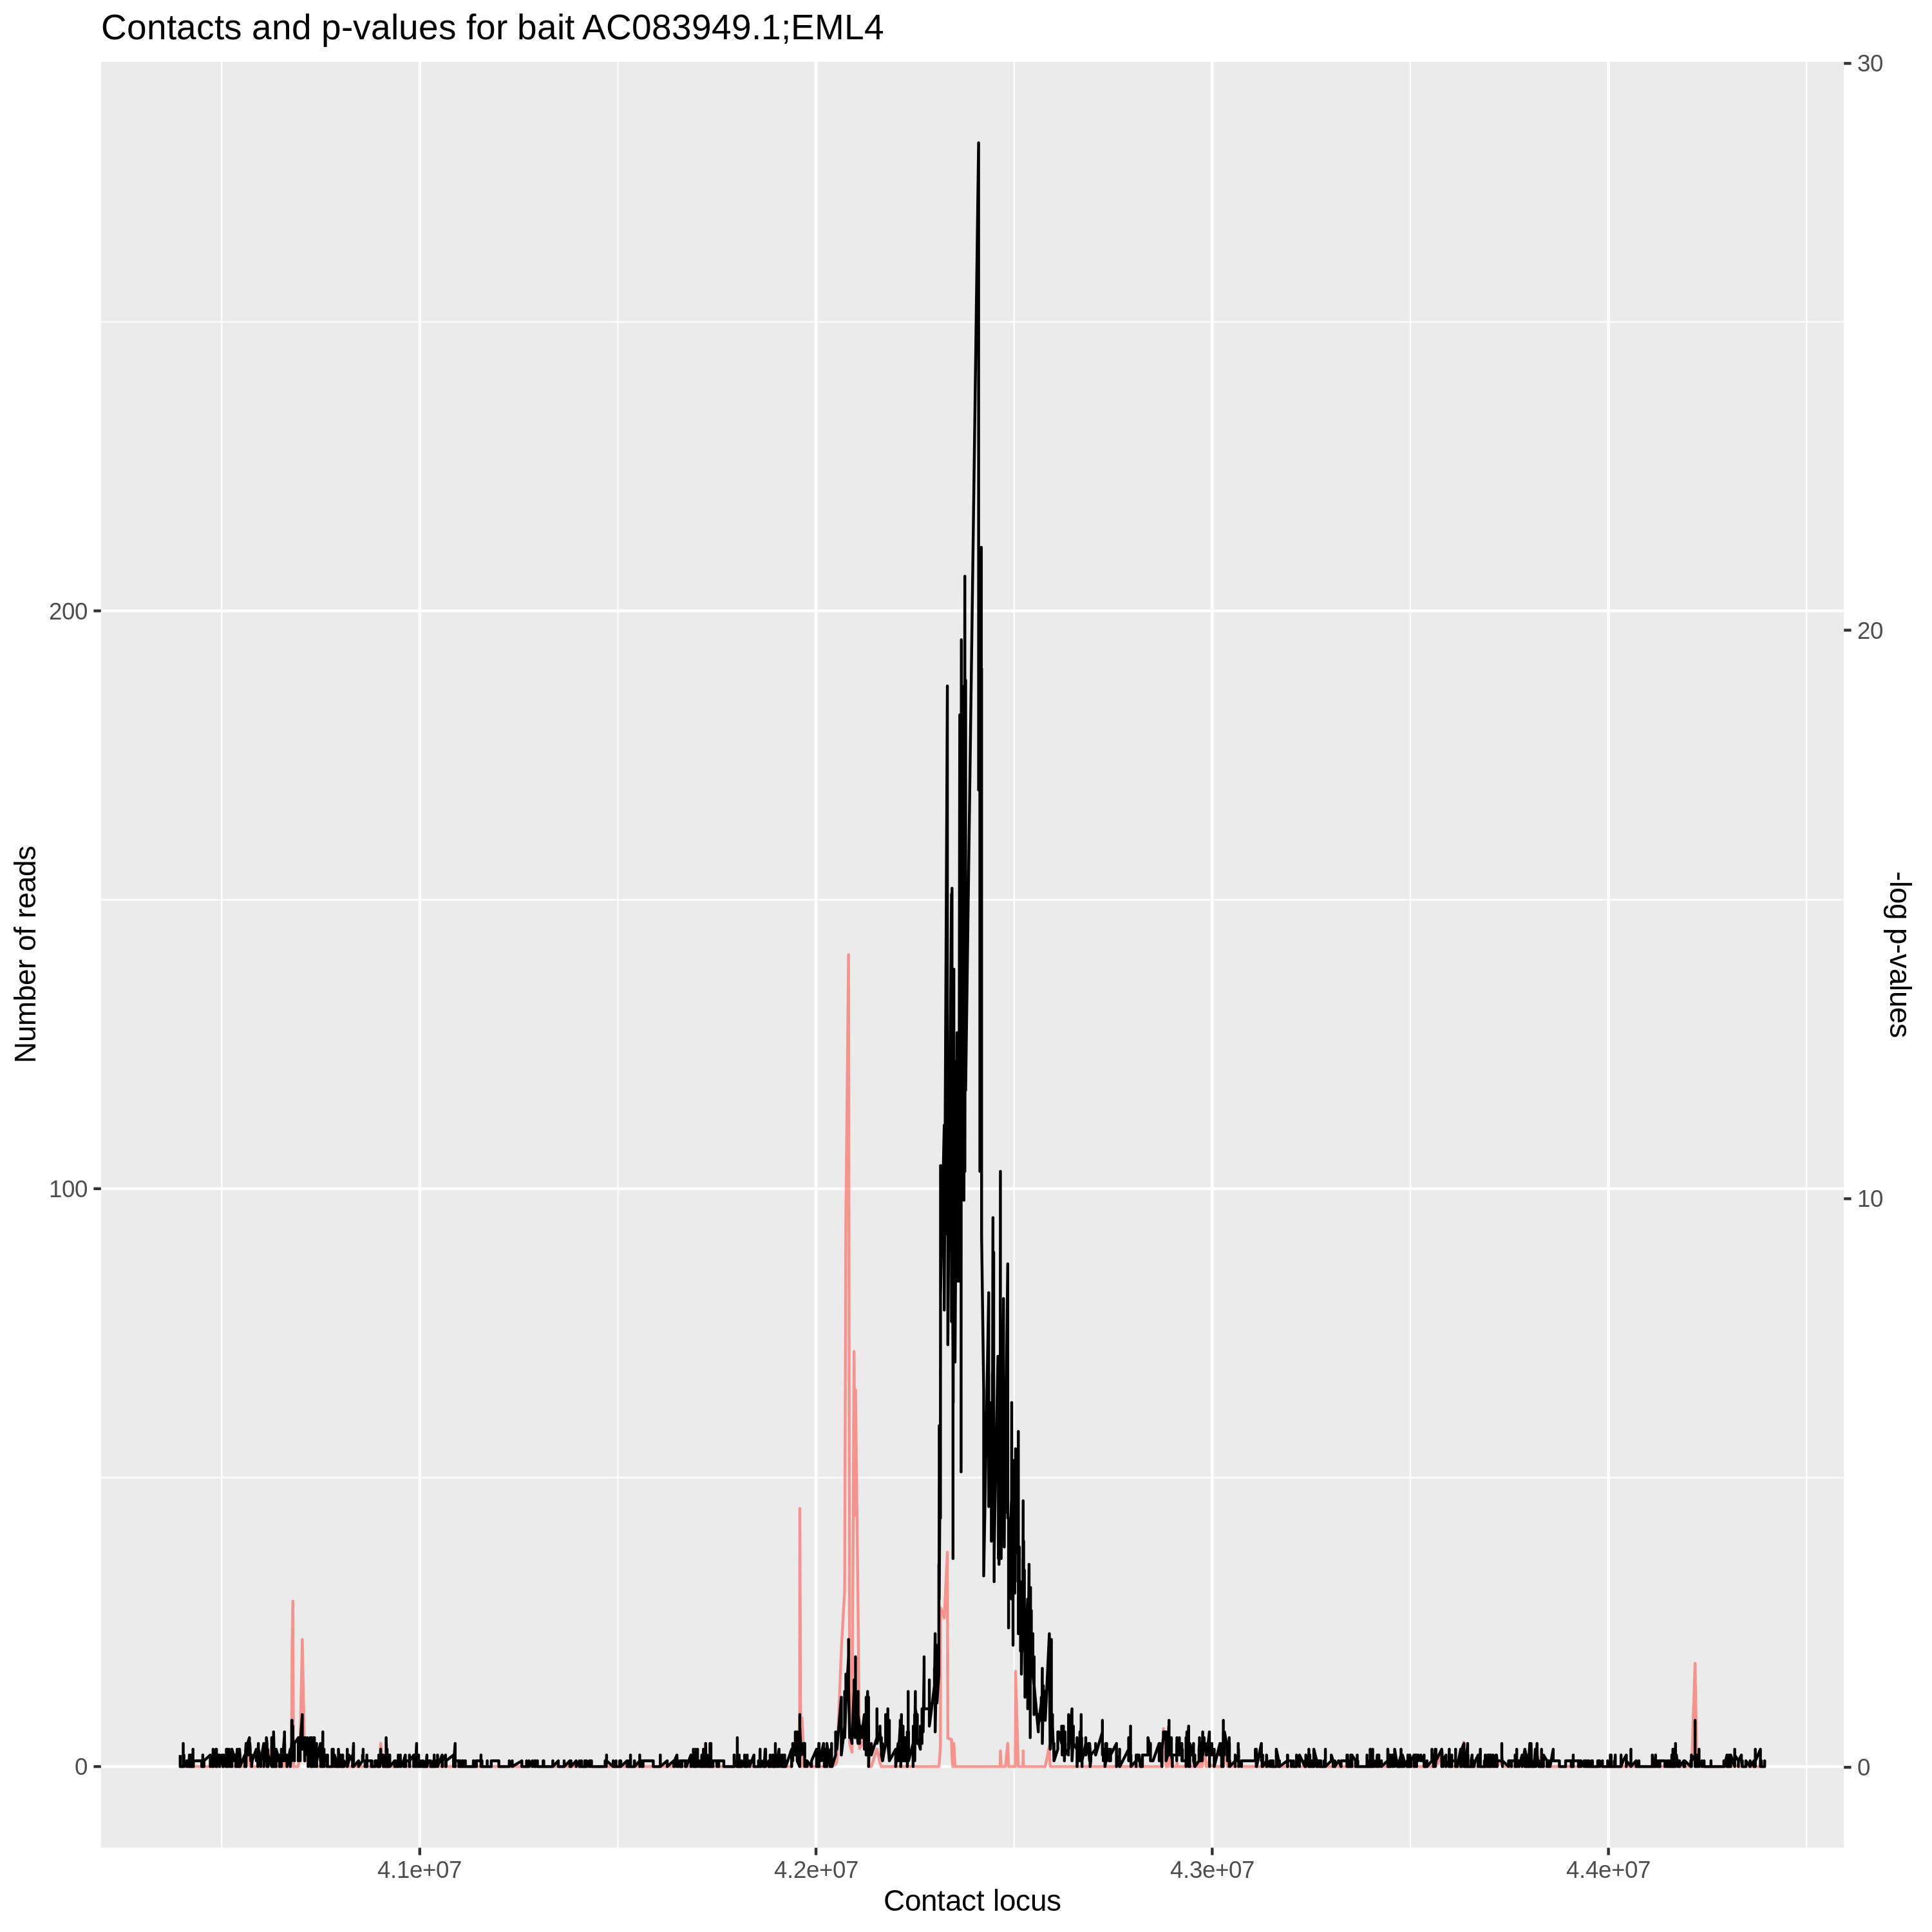 Contacts and p-values for bait AC083949.1;EML4
30
200
20
Number of reads
-log p-values
100
10
0
0
4.1e+07
4.2e+07
4.3e+07
4.4e+07
Contact locus